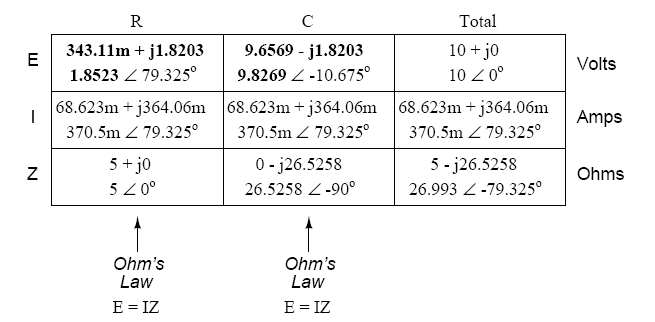 R C Total
E 343.11m + j1.8203 9.6569 - j1.8203 10 + j0 Volts
1.8523 ∠ 79.325° 9.8269 ∠ -10.675° 10 ∠ 0°
I 68.623m + j364.06m 68.623m + j364.06m 68.623m + j364.06m Amps
370.5m ∠ 79.325° 370.5m ∠ 79.325° 370.5m ∠ 79.325°
Z 5 + j0 0 - j26.5258 5 - j26.5258 Ohms
5 ∠ 0° 26.5258 ∠ -90° 26.993 ∠ -79.325°
Ohm's Ohm's
Law Law
E = IZ E = IZ